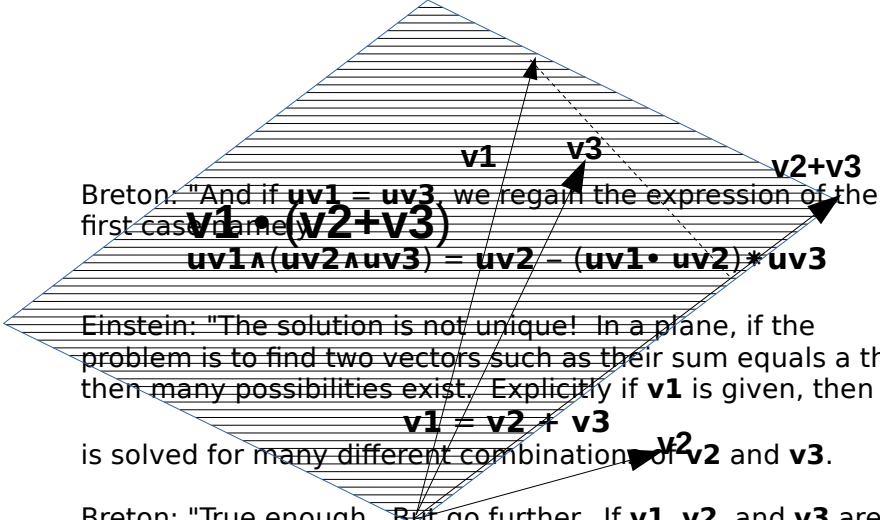 v1
v3
v2+v3
Breton: "And if uv1 = uv3, we regain the expression of the
first case namely
v1 • (v2+v3)
uv1∧(uv2∧uv3) = uv2 – (uv1• uv2)*uv3
Einstein: "The solution is not unique!  In a plane, if the
problem is to find two vectors such as their sum equals a th
then many possibilities exist.  Explicitly if v1 is given, then
v1 = v2 + v3
v2
is solved for many different combinations of v2 and v3.
Breton: "True enough.  But go further.  If v1, v2, and v3 are